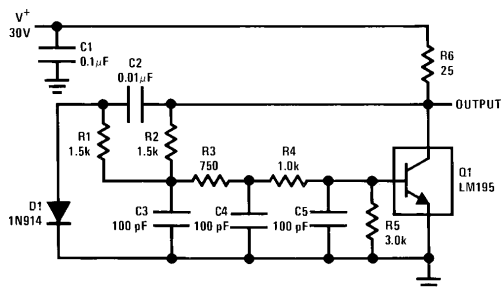 V+
30V
C1
0.1μF
C2
0.01μF
R6
25
OUTPUT
R1
1.5k
R2
1.5k
R3
750
R4
1.0k
Q1
LM195
D1
1N914
C3
100 pF
C4
100 pF
C5
100 pF
R5
3.0k